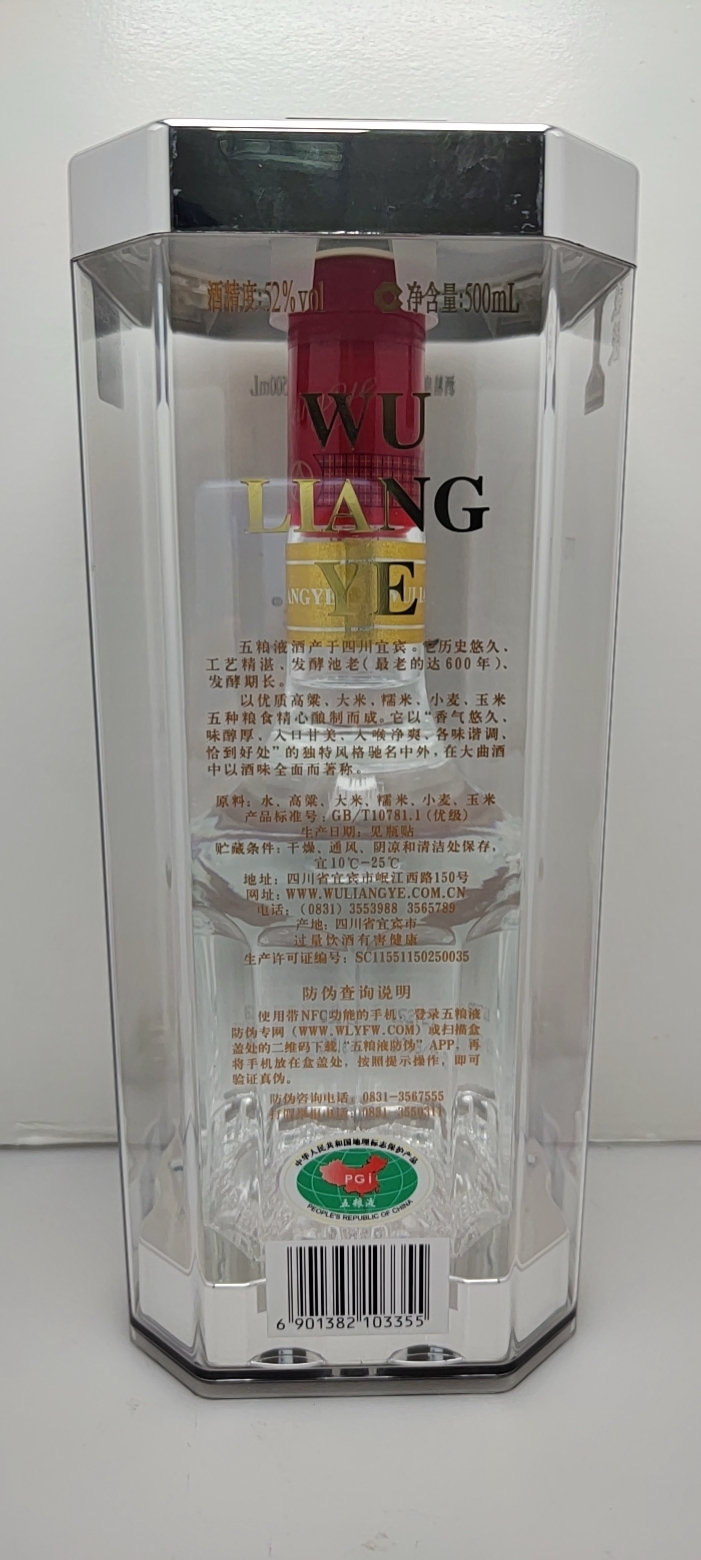 酒精度:52%vol 净含量:500mL
WU
LIANG
YE
五粮液酒产于四川宜宾。它历史悠久、
工艺精湛、发酵池老(最老的达600年)、
发酵期长。
以优质高粱、大米、糯米、小麦、玉米
五种粮食精心酿制而成。它以“香气悠久、
味醇厚、入口甘美、入喉净爽、各味谐调、
恰到好处”的独特风格驰名中外,在大曲酒
中以酒味全面而著称。
原料: 水、高粱、大米、糯米、小麦、玉米
产品标准号: GB/T10781.1(优级)
生产日期: 见瓶贴
贮藏条件: 干燥、通风、阴凉和清洁处保存,
宜10℃-25℃
地址: 四川省宜宾市岷江西路150号
网址: WWW.WULIANGYE.COM.CN
电话: (0831) 3553988 3565789
产地: 四川省宜宾市
过量饮酒有害健康
生产许可证编号: SC11551150250035
防伪查询说明
使用带NFC功能的手机, 登录五粮液
防伪专网 (WWW.WLYFW.COM) 或扫描盒
盖处的二维码下载“五粮液防伪” APP, 再
将手机放在盒盖处, 按照提示操作, 即可
验证真伪。
防伪咨询电话: 0831-3567555
打假举报电话: 0831-3550311
中华人民共和国地理标志保护产品
PGI
五粮液
PEOPLE'S REPUBLIC OF CHINA
6 901382 103355